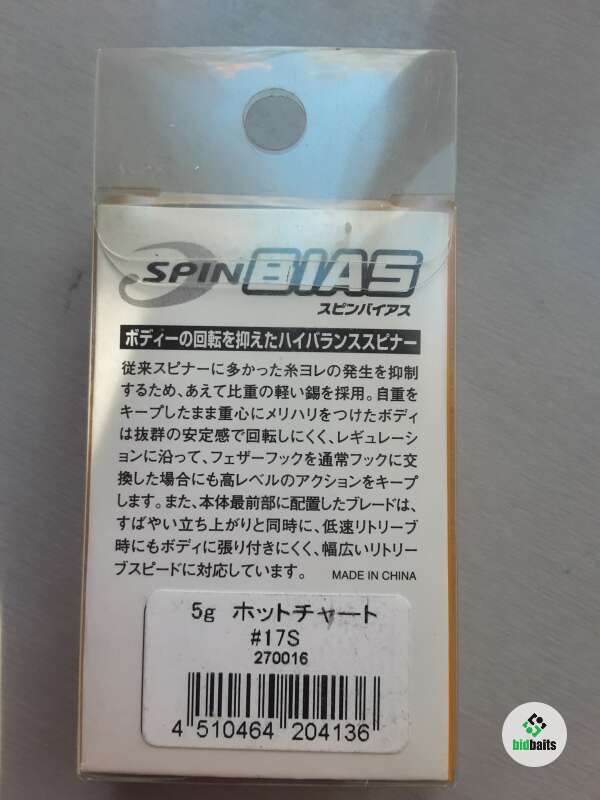 SPIN BIAS
スピンバイアス
ボディーの回転を抑えたハイバランススピナー
従来スピナーに多かった糸ヨレの発生を抑制
するため、あえて比重の軽い錫を採用。自重を
キープしたまま重心にメリハリをつけたボディ
は抜群の安定感で回転しにくく、レギュレーシ
ョンに沿って、フェザーフックを通常フックに交
換した場合にも高レベルのアクションをキープ
します。また、本体最前部に配置したブレードは、
すばやい立ち上がりと同時に、低速リトリーブ
時にもボディに張り付きにくく、幅広いリトリー
ブスピードに対応しています。 MADE IN CHINA
5g ホットチャート
#17S
270016
4 510464 204136
bidbaits